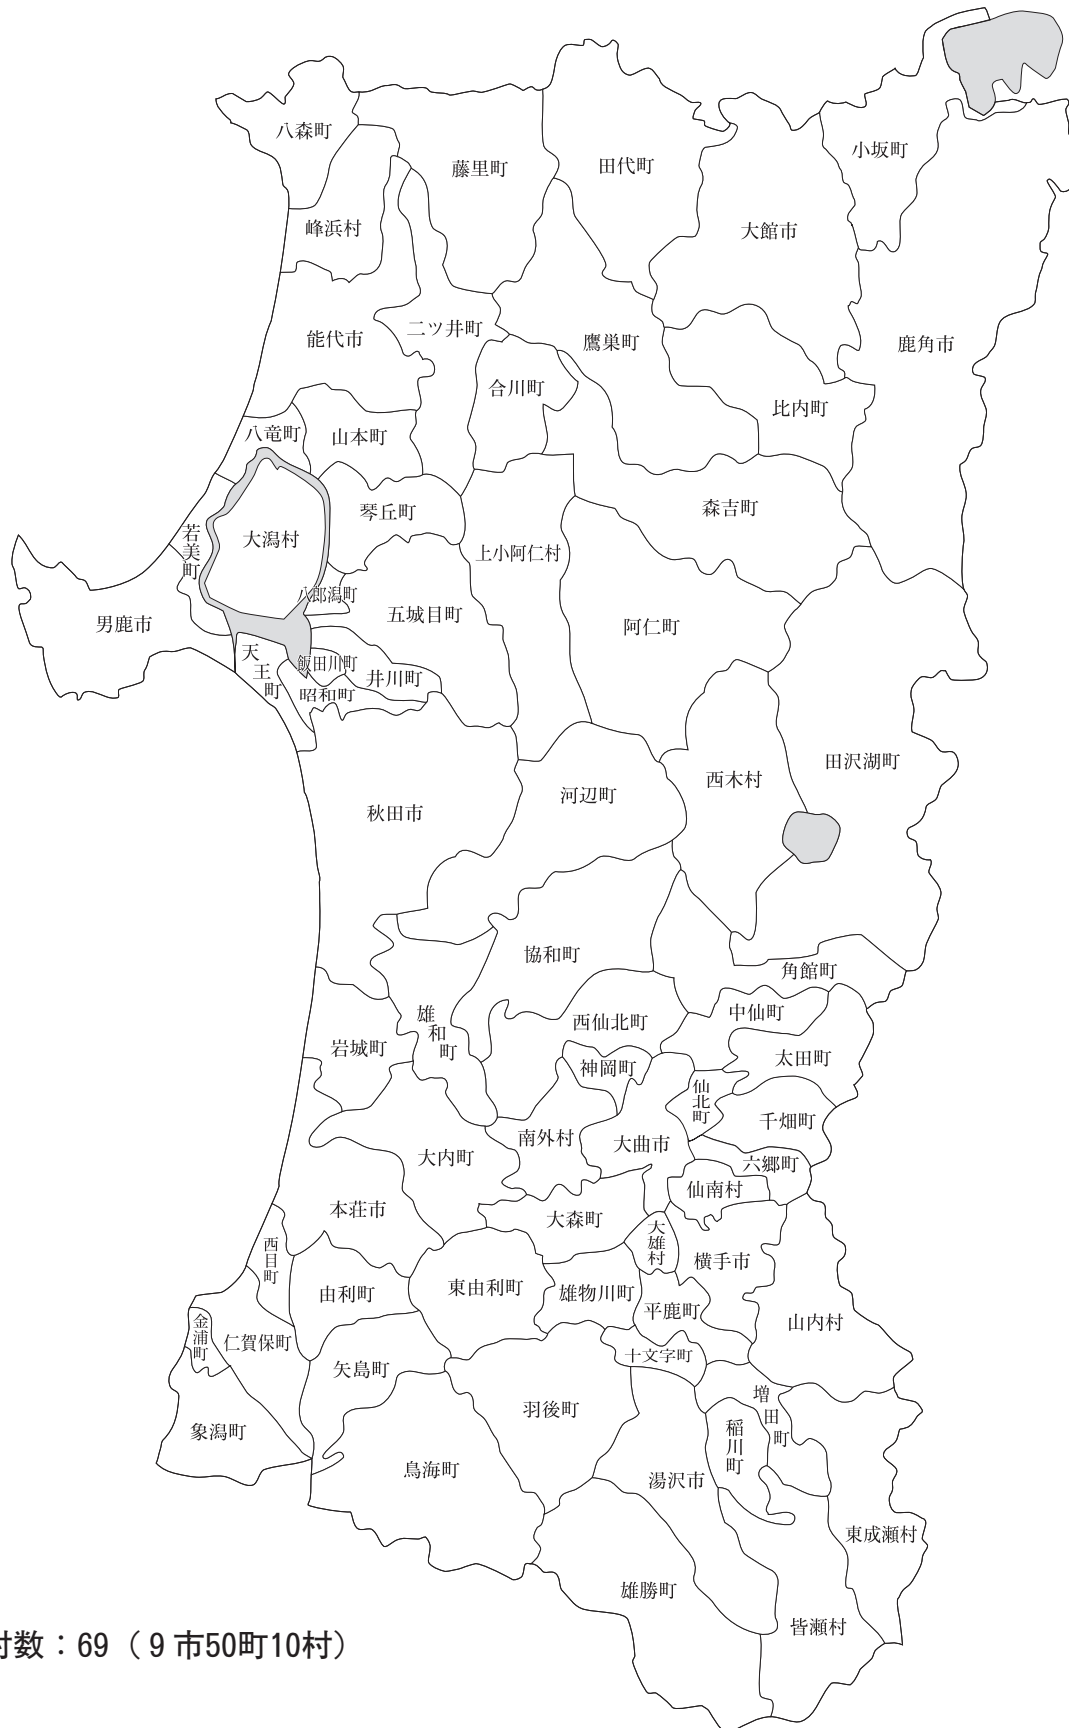 八森町
小坂町
藤里町
田代町
大館市
峰浜村
能代市
二ツ井町
鷹巣町
鹿角市
合川町
比内町
八竜町
山本町
琴丘町
森吉町
大潟村
若美町
上小阿仁村
八郎潟町
五城目町
男鹿市
阿仁町
天王町
飯田川町
井川町
昭和町
西木村
田沢湖町
河辺町
秋田市
協和町
角館町
中仙町
西仙北町
雄和町
岩城町
太田町
神岡町
仙北町
千畑町
南外村
大曲市
大内町
六郷町
仙南村
本荘市
大森町
大雄村
横手市
西目町
由利町
東由利町
雄物川町
平鹿町
山内村
金浦町
仁賀保町
矢島町
十文字町
羽後町
増田町
象潟町
稲川町
鳥海町
湯沢市
東成瀬村
雄勝町
皆瀬村
村数：69（９市50町10村）